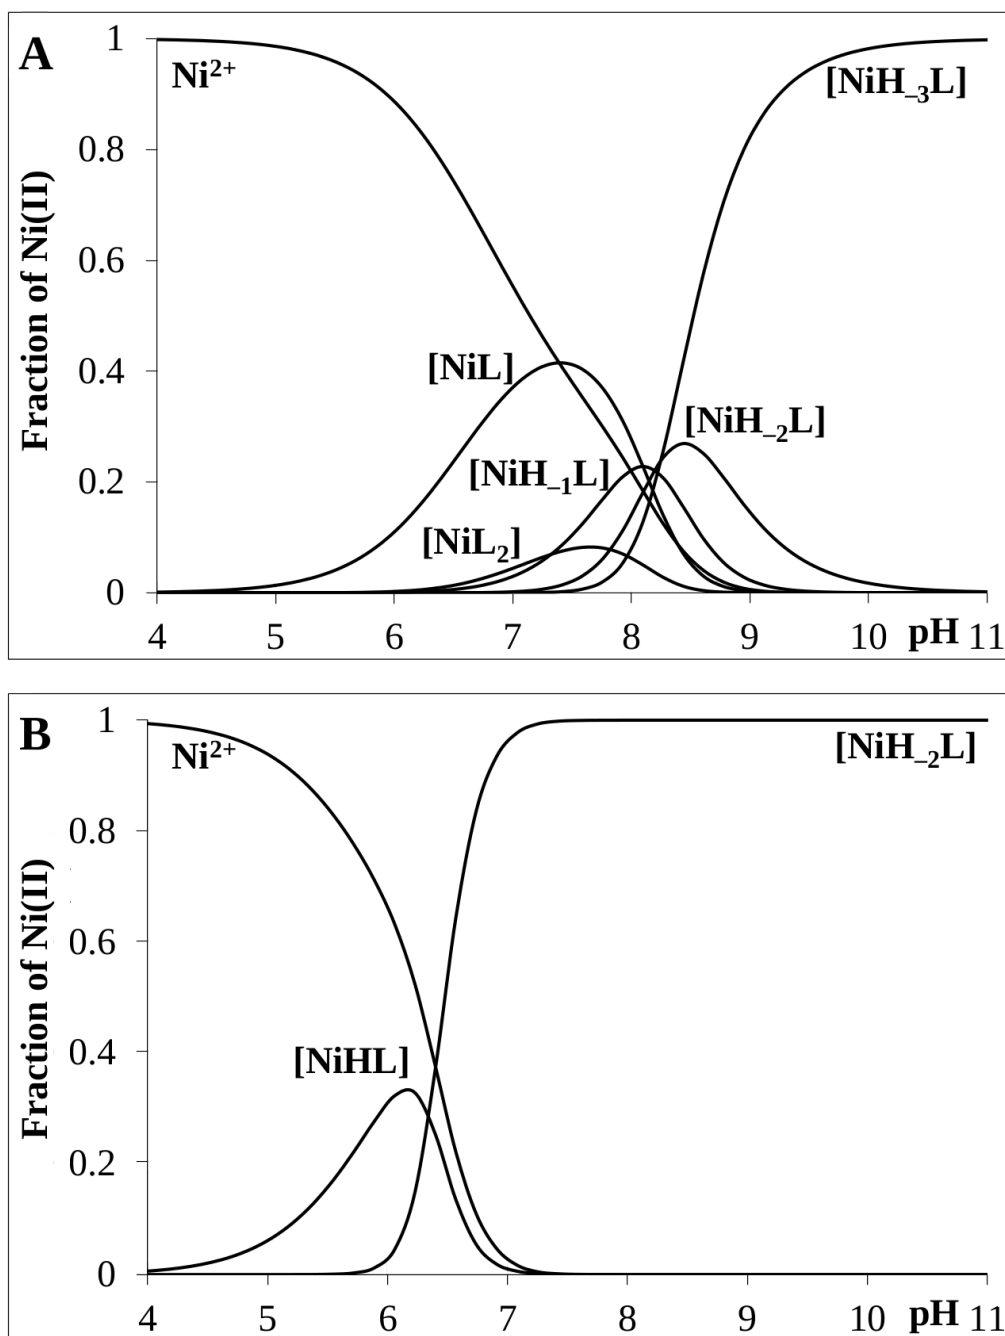 A
1
Ni²⁺
[NiH₋₃L]
0.8
0.6
Fraction of Ni(II)
0.4
[NiL]
[NiH₋₂L]
[NiH₋₁L]
0.2
[NiL₂]
0
4 5 6 7 8 9 10 pH 11
B
1
Ni²⁺
[NiH₋₂L]
0.8
0.6
Fraction of Ni(II)
0.4
[NiHL]
0.2
0
4 5 6 7 8 9 10 pH 11